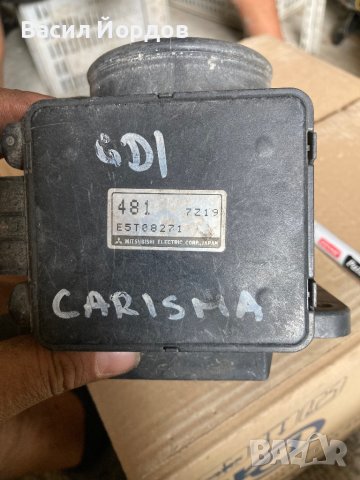 Васил Йордов
GDI
481 7219
E5T08271
MITSUBISHI ELECTRIC CORP. JAPAN
CARISMA
bazar